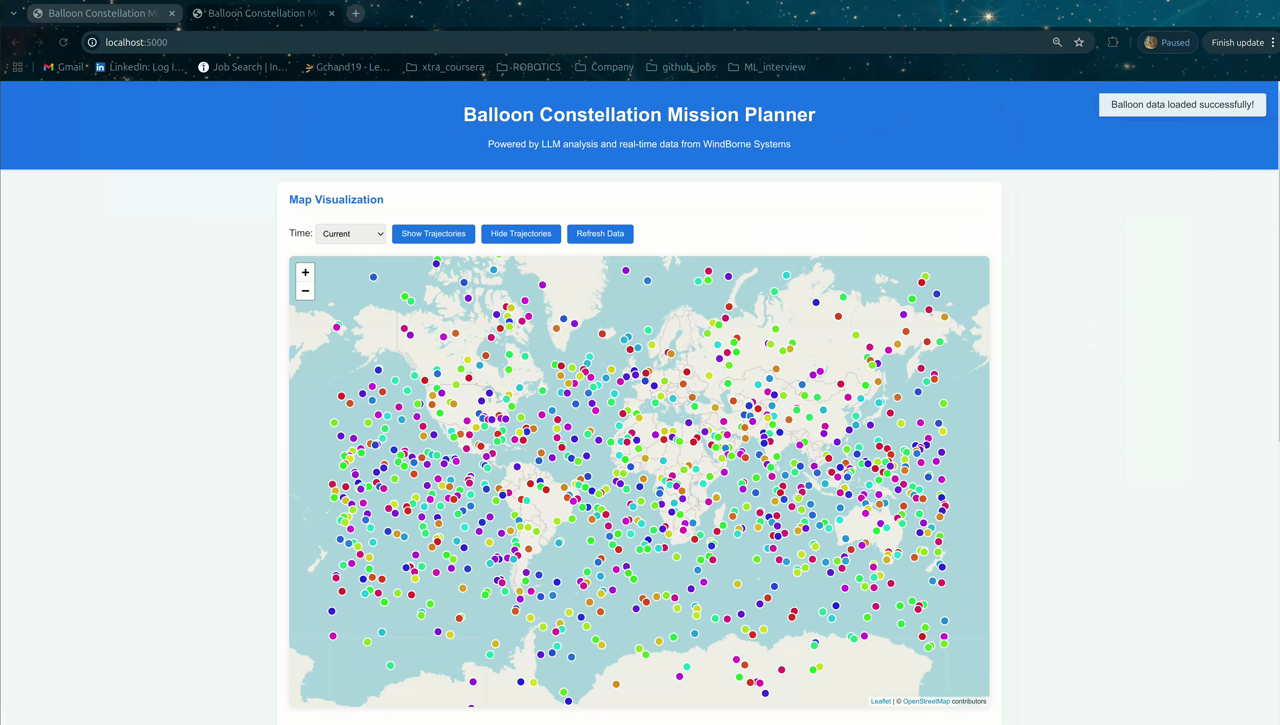 Balloon Constellation Mi
Balloon Constellation M
localhost:5000
Paused
Finish update
Gmail
LinkedIn: Log I...
Job Search | In...
Gchand19 - Le...
xtra_coursera
ROBOTICS
Company
github_jobs
ML_interview
Balloon Constellation Mission Planner
Balloon data loaded successfully!
Powered by LLM analysis and real-time data from WindBorne Systems
Map Visualization
Time:
Current
Show Trajectories
Hide Trajectories
Refresh Data
+
−
Leaflet | © OpenStreetMap contributors